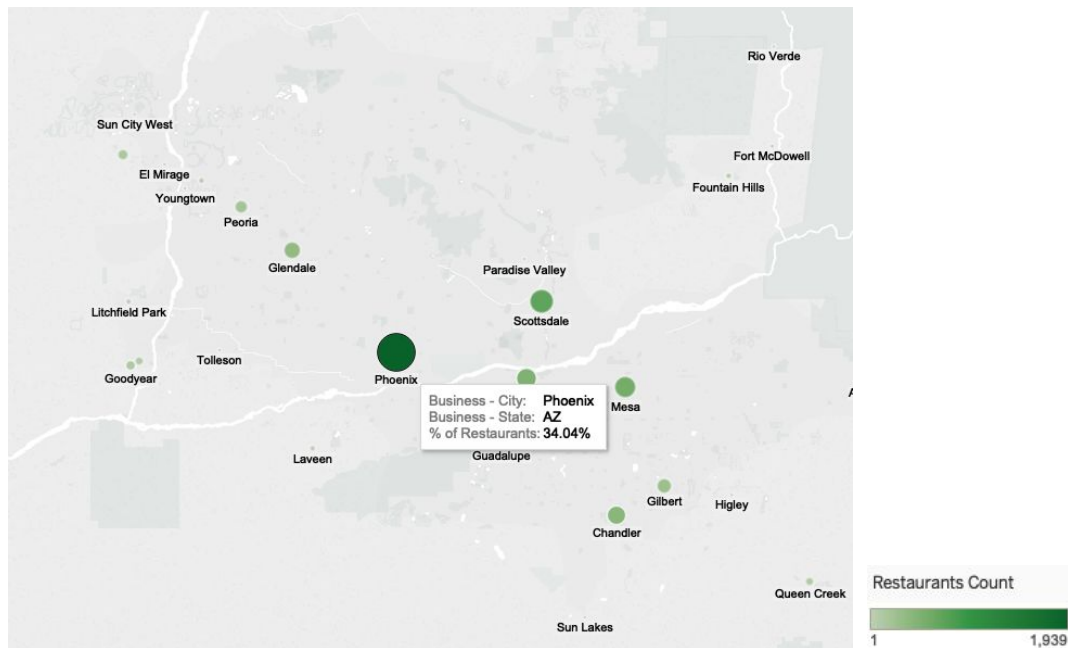 Rio Verde
Sun City West
Fort McDowell
El Mirage
Fountain Hills
Youngtown
Peoria
Glendale
Paradise Valley
Litchfield Park
Scottsdale
Tolleson
Goodyear
Phoenix
Business - City: Phoenix
Business - State: AZ
% of Restaurants: 34.04%
Mesa
Guadalupe
Laveen
Gilbert
Higley
Chandler
Queen Creek
Sun Lakes
Restaurants Count
1 1,939